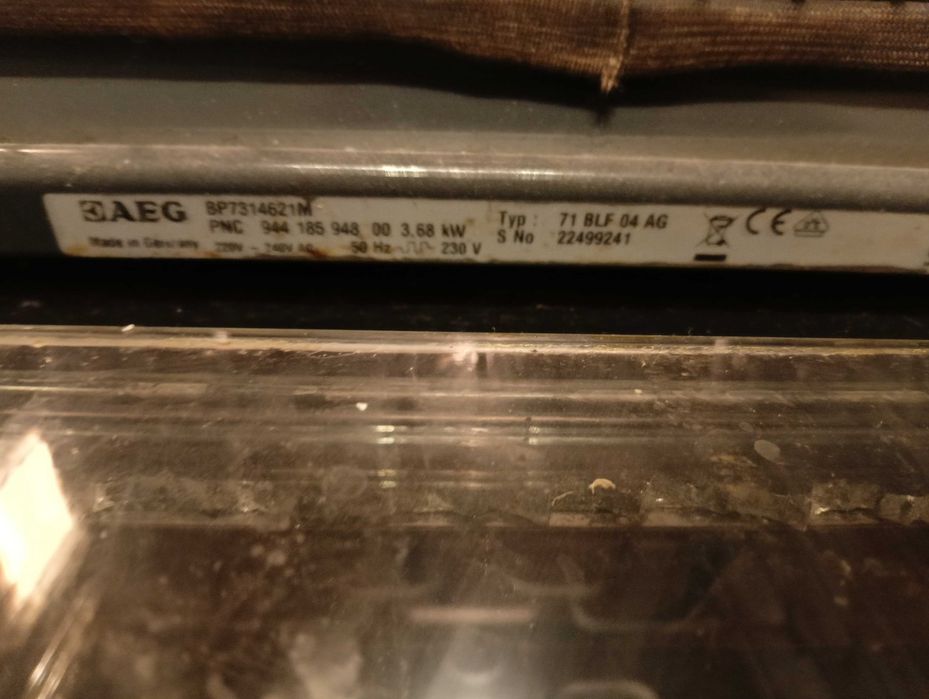 AEG BP7314621M
PNC 944 185 948 00 3.68 kW
Made in Germany 220V ~ 240V AC 50 Hz 230 V
Typ : 71 BLF 04 AG
S No 22499241
CE